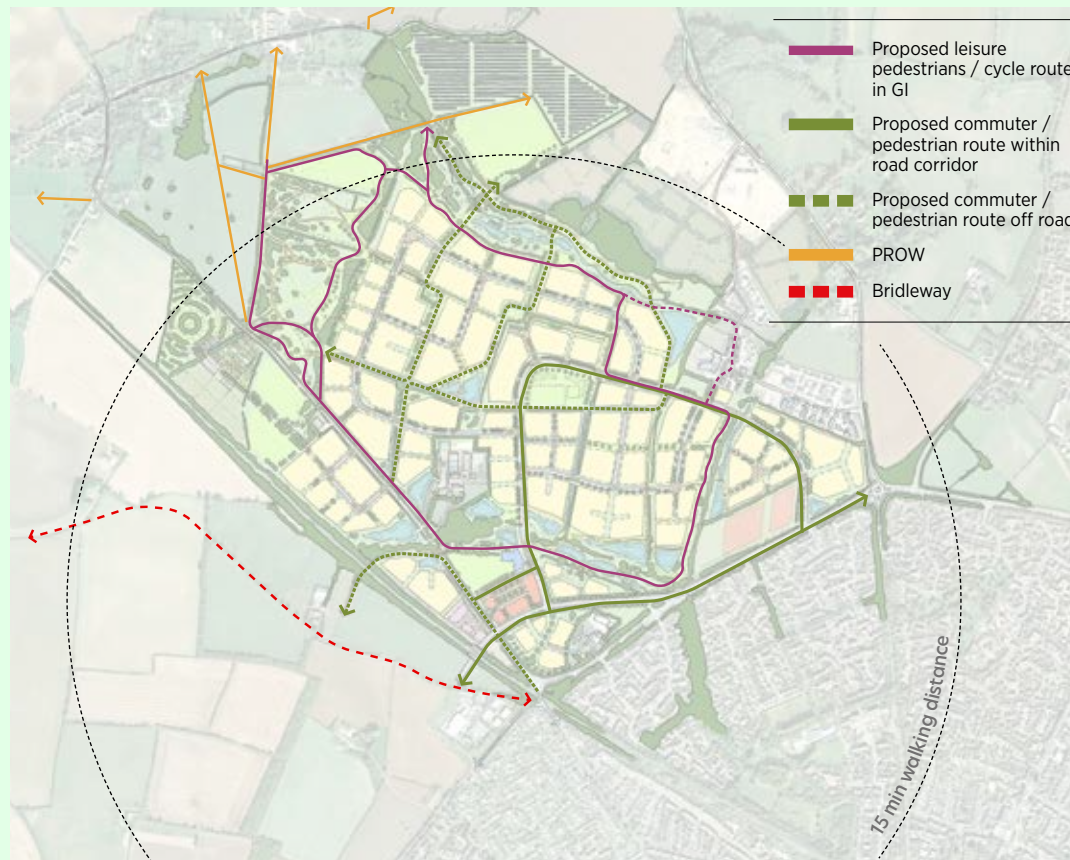 Proposed leisure
pedestrians / cycle route
in GI
Proposed commuter /
pedestrian route within
road corridor
Proposed commuter /
pedestrian route off road
PROW
Bridleway
15 min walking distance